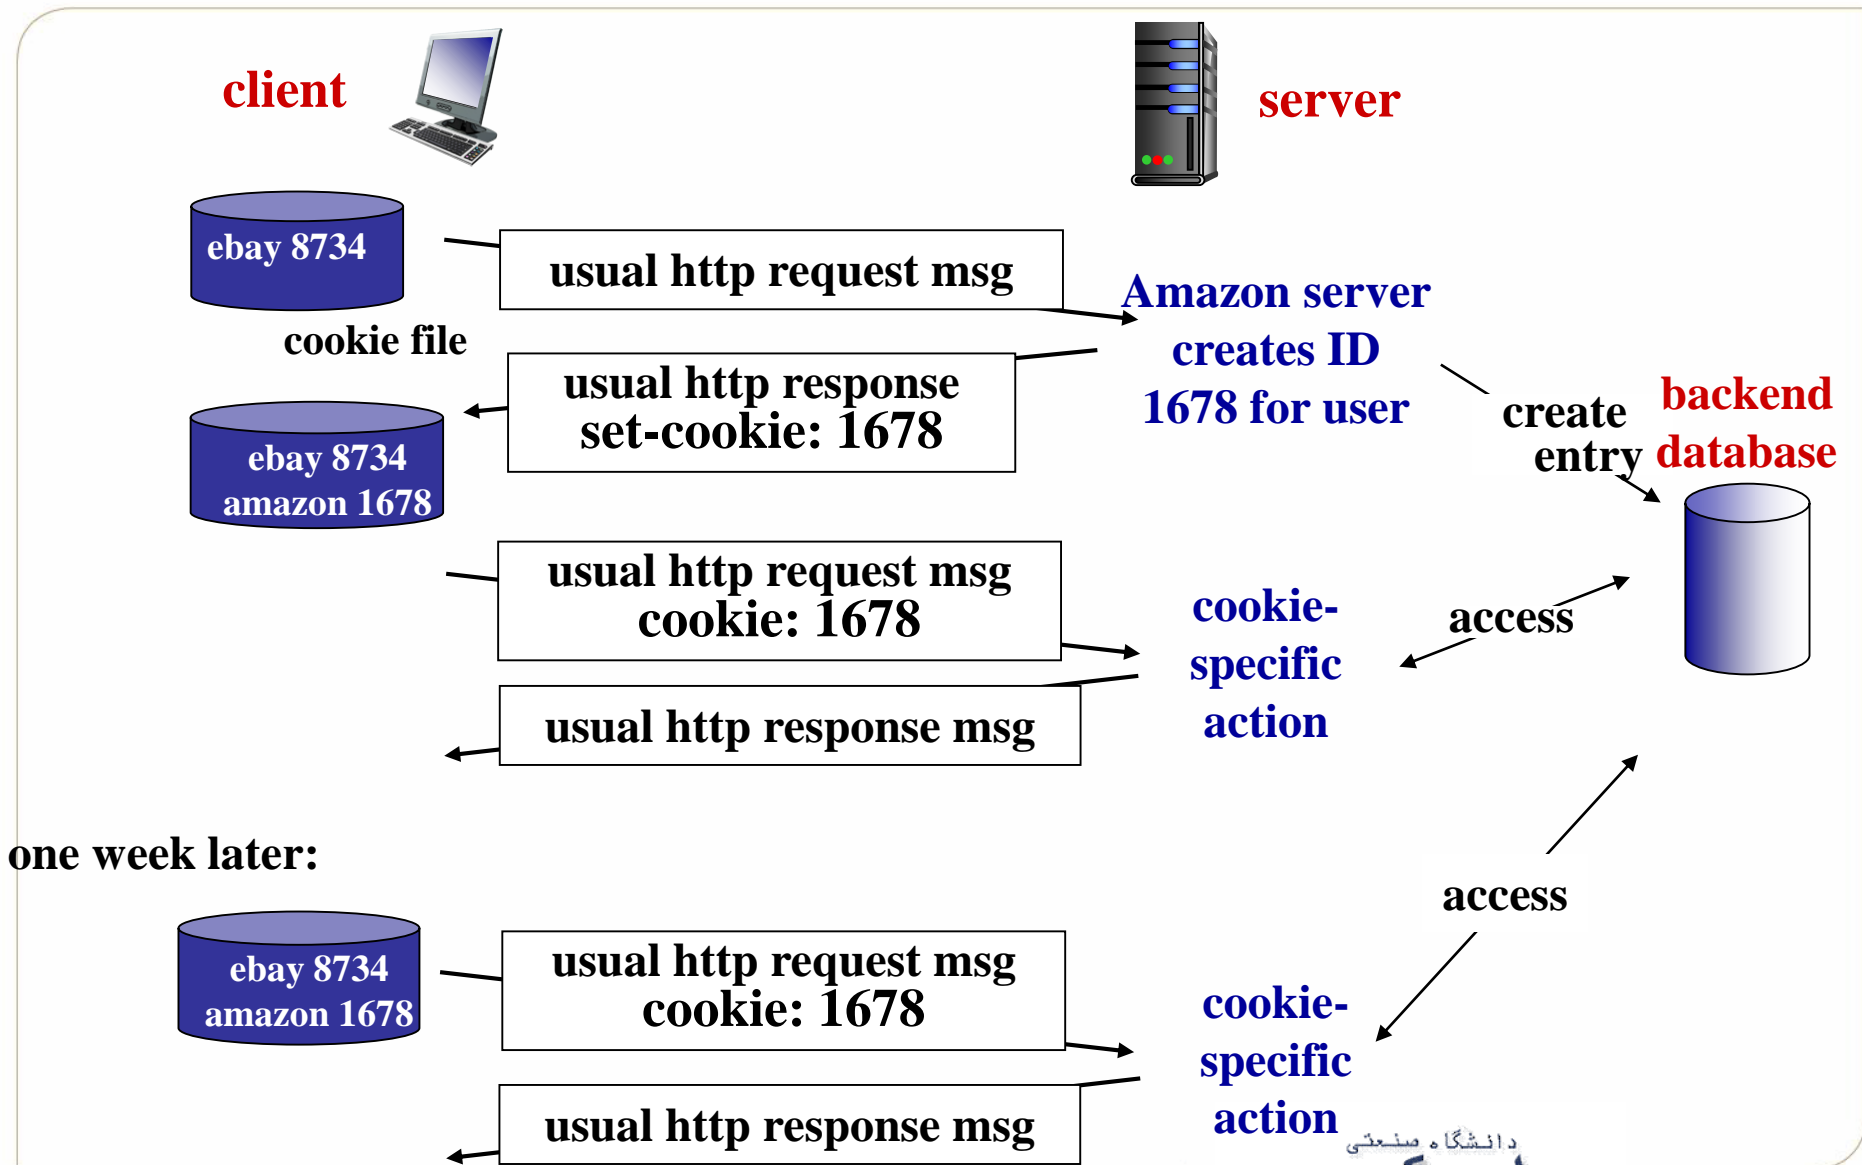 client
server
ebay 8734
usual http request msg
cookie file
Amazon server
creates ID
1678 for user
usual http response
set-cookie: 1678
create
entry
backend
database
ebay 8734
amazon 1678
usual http request msg
cookie: 1678
cookie-
specific
action
access
usual http response msg
one week later:
access
ebay 8734
amazon 1678
usual http request msg
cookie: 1678
cookie-
specific
action
usual http response msg
دانشگاه صنعتی